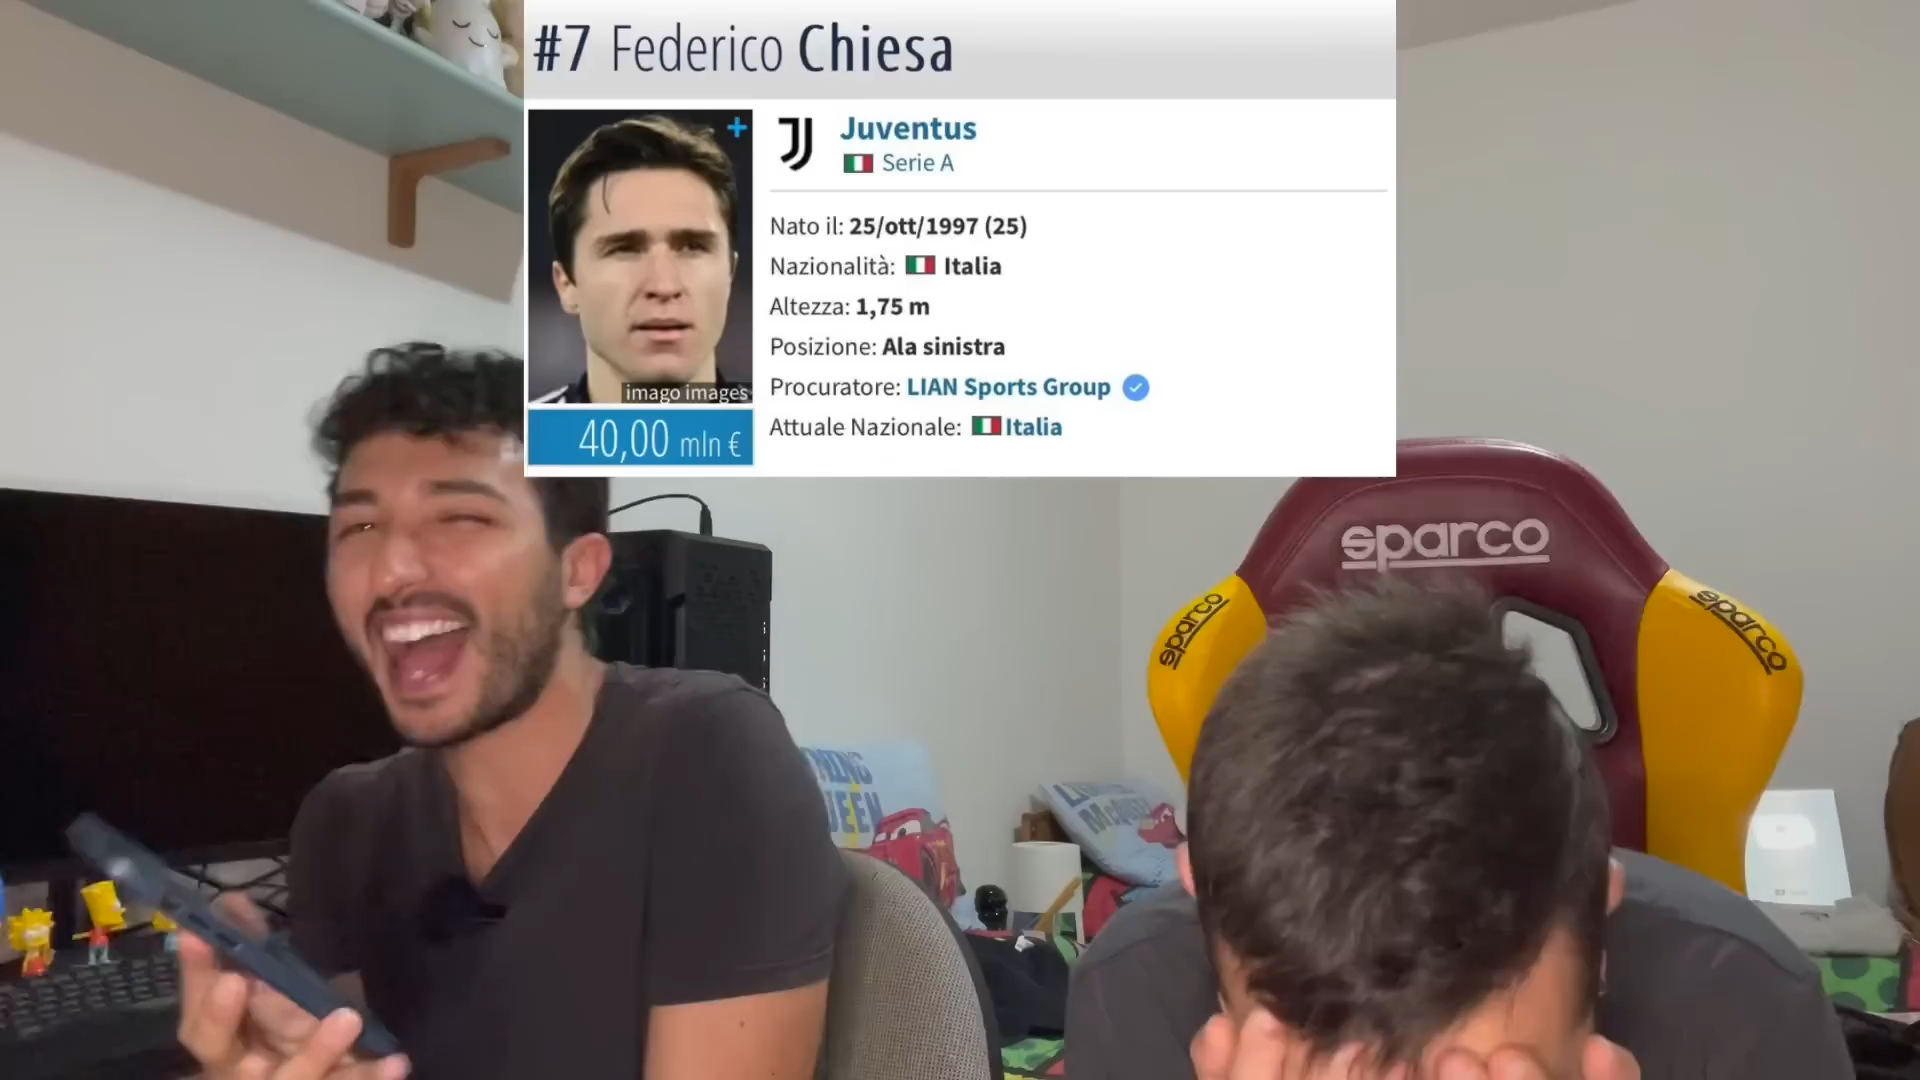 #7 Federico Chiesa
Juventus
Serie A
Nato il: 25/ott/1997 (25)
Nazionalità: Italia
Altezza: 1,75 m
Posizione: Ala sinistra
Procuratore: LIAN Sports Group
Attuale Nazionale: Italia
imago images
40,00 mln €
sparco
sparco
sparco
McQUEEN